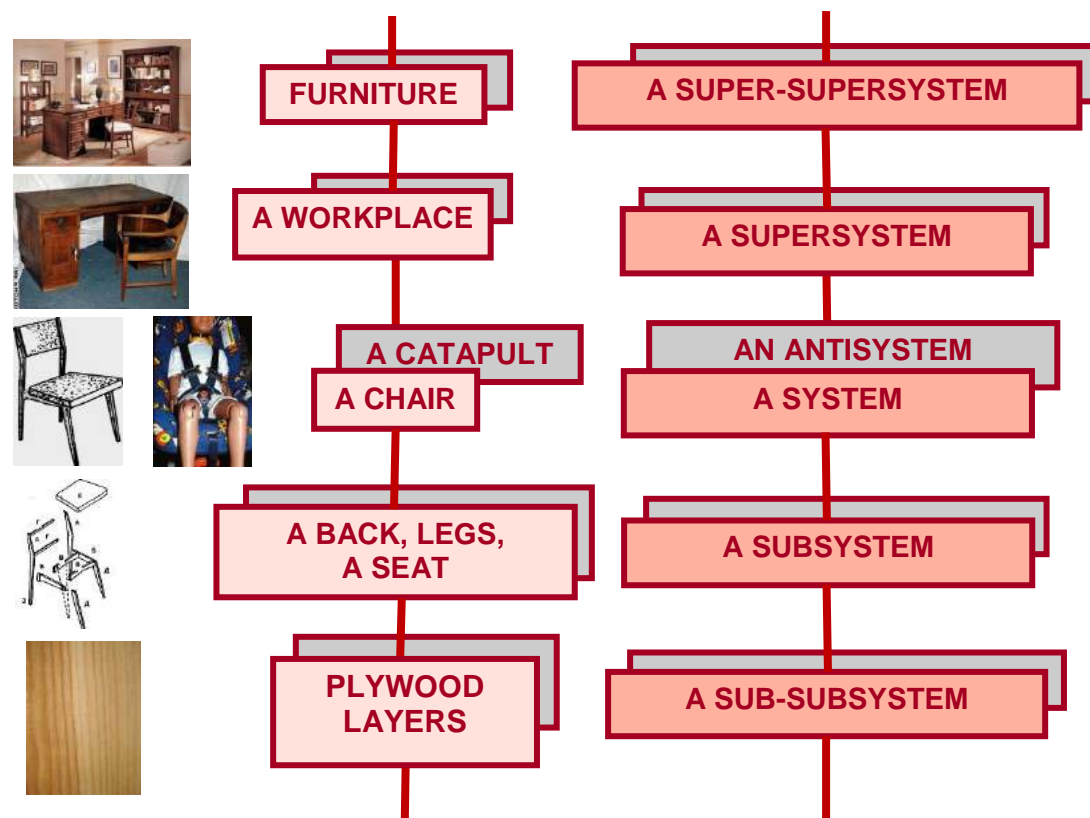 FURNITURE
A SUPER-SUPERSYSTEM
A WORKPLACE
A SUPERSYSTEM
A CATAPULT
AN ANTISYSTEM
A CHAIR
A SYSTEM
A BACK, LEGS,
A SEAT
A SUBSYSTEM
PLYWOOD
LAYERS
A SUB-SUBSYSTEM